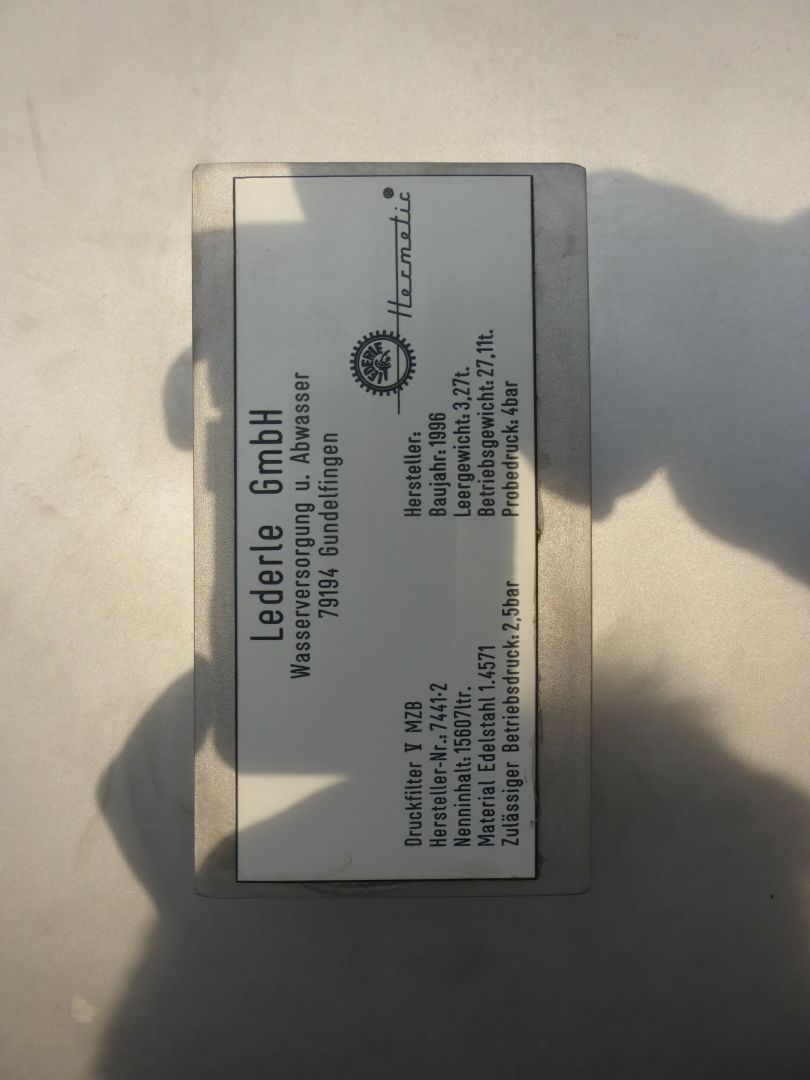 Lederle GmbH
Wasserversorgung u. Abwasser
79194 Gundelfingen
LEDERLE
Hermetic®
Druckfilter V MZB
Hersteller-Nr.: 7441-2
Nenninhalt: 15607ltr.
Material Edelstahl 1.4571
Zulässiger Betriebsdruck: 2,5bar
Hersteller:
Baujahr: 1996
Leergewicht: 3,27t.
Betriebsgewicht: 27,11t.
Probedruck: 4bar